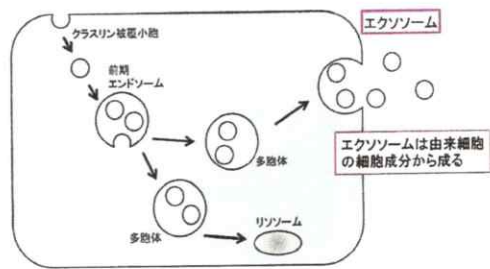 クラスリン被覆小胞
前期
エンドソーム
多胞体
多胞体
リソソーム
エクソソーム
エクソソームは由来細胞
の細胞成分から成る